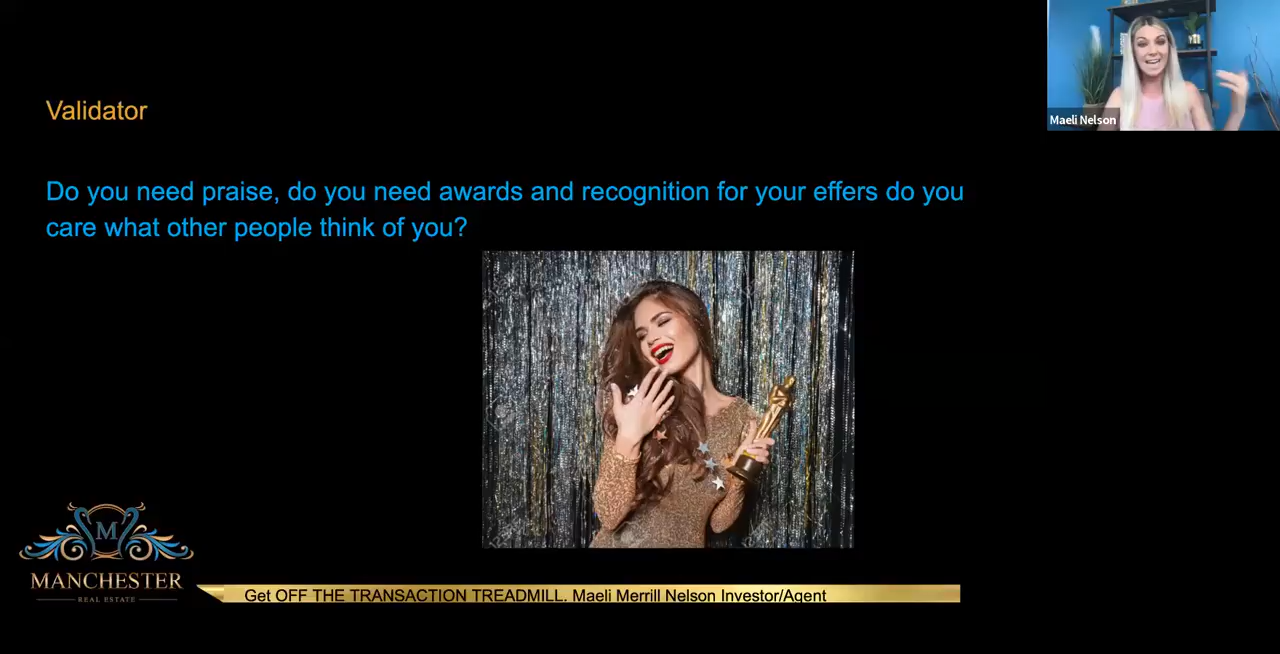 Maeli Nelson
Validator
Do you need praise, do you need awards and recognition for your effers do you
care what other people think of you?
M
MANCHESTER
REAL ESTATE
Get OFF THE TRANSACTION TREADMILL. Maeli Merrill Nelson Investor/Agent